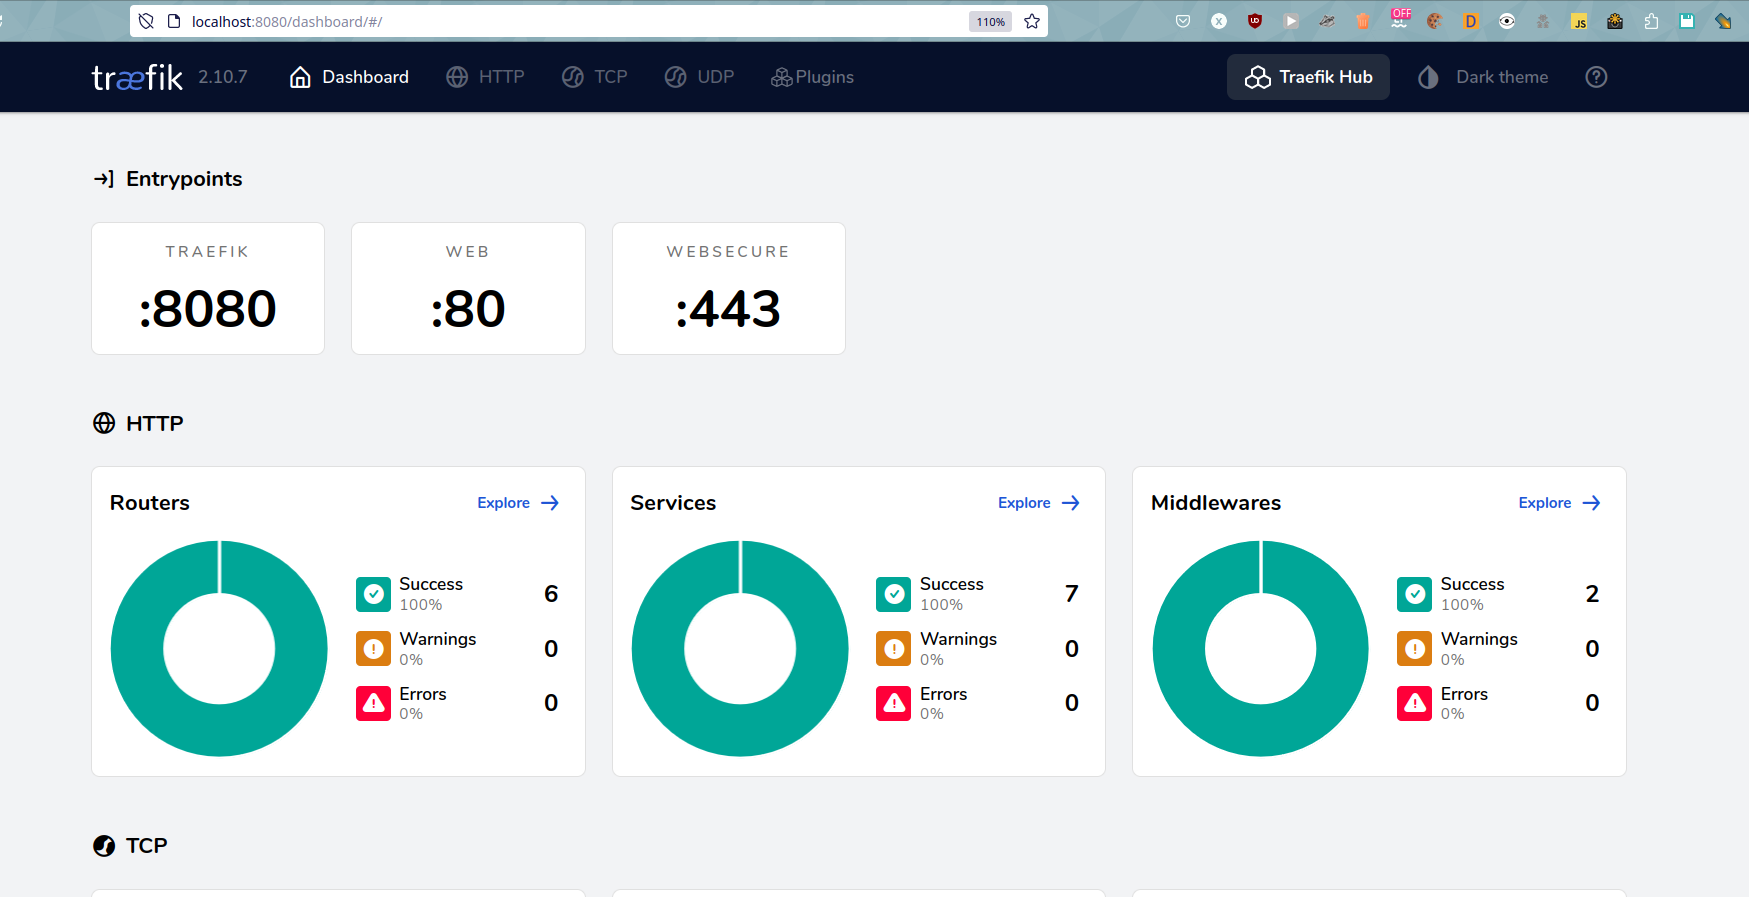 localhost:8080/dashboard/#/ 110% OFF
træfik 2.10.7 Dashboard HTTP TCP UDP Plugins Traefik Hub Dark theme
Entrypoints
TRAEFIK WEB WEBSECURE
:8080 :80 :443
HTTP
Routers Explore
Success 6
100%
Warnings 0
0%
Errors 0
0%
Services Explore
Success 7
100%
Warnings 0
0%
Errors 0
0%
Middlewares Explore
Success 2
100%
Warnings 0
0%
Errors 0
0%
TCP